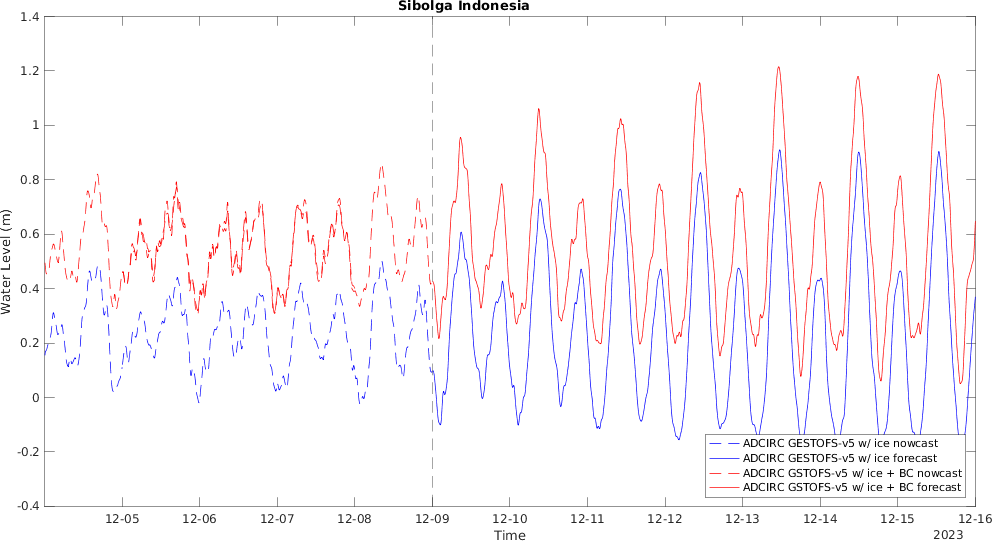 Sibolga Indonesia
1.4
1.2
1
0.8
0.6
0.4
0.2
0
-0.2
-0.4
Water Level (m)
ADCIRC GESTOFS-v5 w/ ice nowcast
ADCIRC GESTOFS-v5 w/ ice forecast
ADCIRC GSTOFS-v5 w/ ice + BC nowcast
ADCIRC GSTOFS-v5 w/ ice + BC forecast
12-05 12-06 12-07 12-08 12-09 12-10 12-11 12-12 12-13 12-14 12-15 12-16
Time
2023